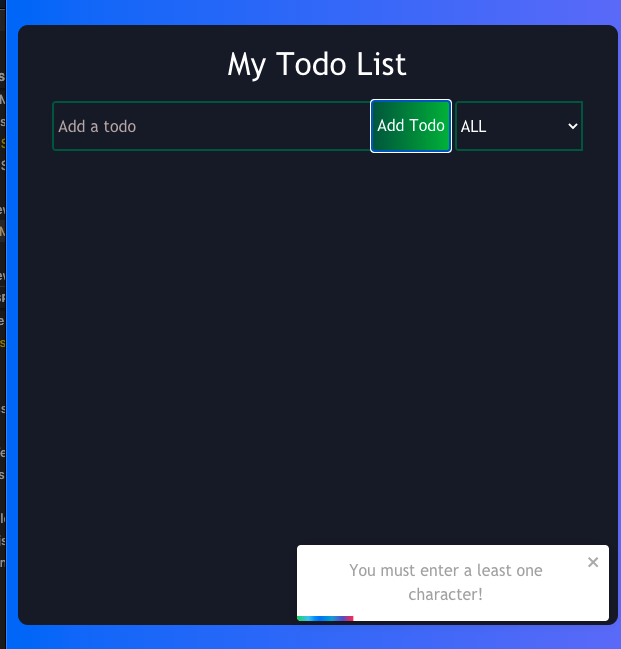 My Todo List
Add a todo
Add Todo
ALL
You must enter a least one
character!